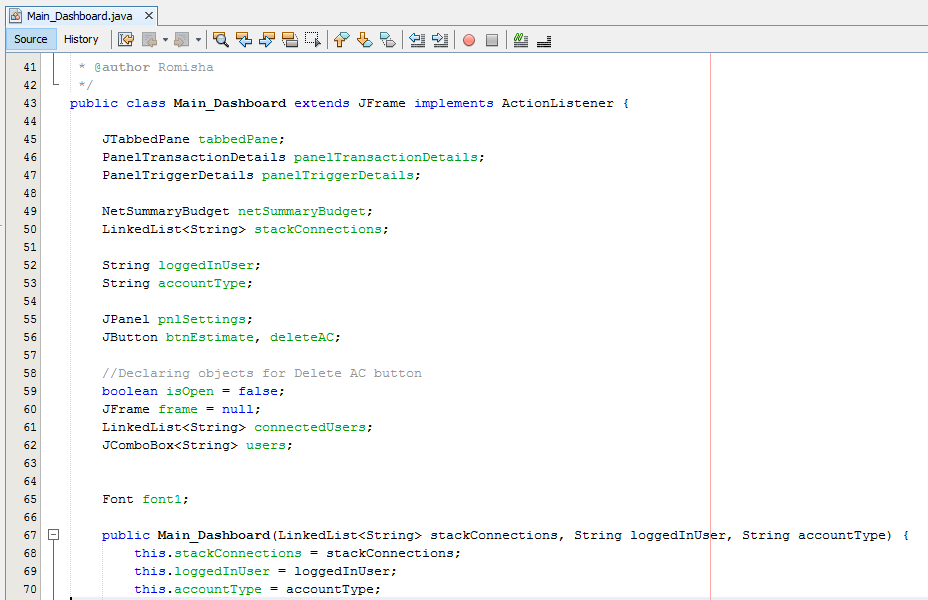 Main_Dashboard.java
Source History
41 * @author Romisha
42 */
43 public class Main_Dashboard extends JFrame implements ActionListener {
44
45 JTabbedPane tabbedPane;
46 PanelTransactionDetails panelTransactionDetails;
47 PanelTriggerDetails panelTriggerDetails;
48
49 NetSummaryBudget netSummaryBudget;
50 LinkedList<String> stackConnections;
51
52 String loggedInUser;
53 String accountType;
54
55 JPanel pnlSettings;
56 JButton btnEstimate, deleteAC;
57
58 //Declaring objects for Delete AC button
59 boolean isOpen = false;
60 JFrame frame = null;
61 LinkedList<String> connectedUsers;
62 JComboBox<String> users;
63
64
65 Font font1;
66
67 public Main_Dashboard(LinkedList<String> stackConnections, String loggedInUser, String accountType) {
68 this.stackConnections = stackConnections;
69 this.loggedInUser = loggedInUser;
70 this.accountType = accountType;